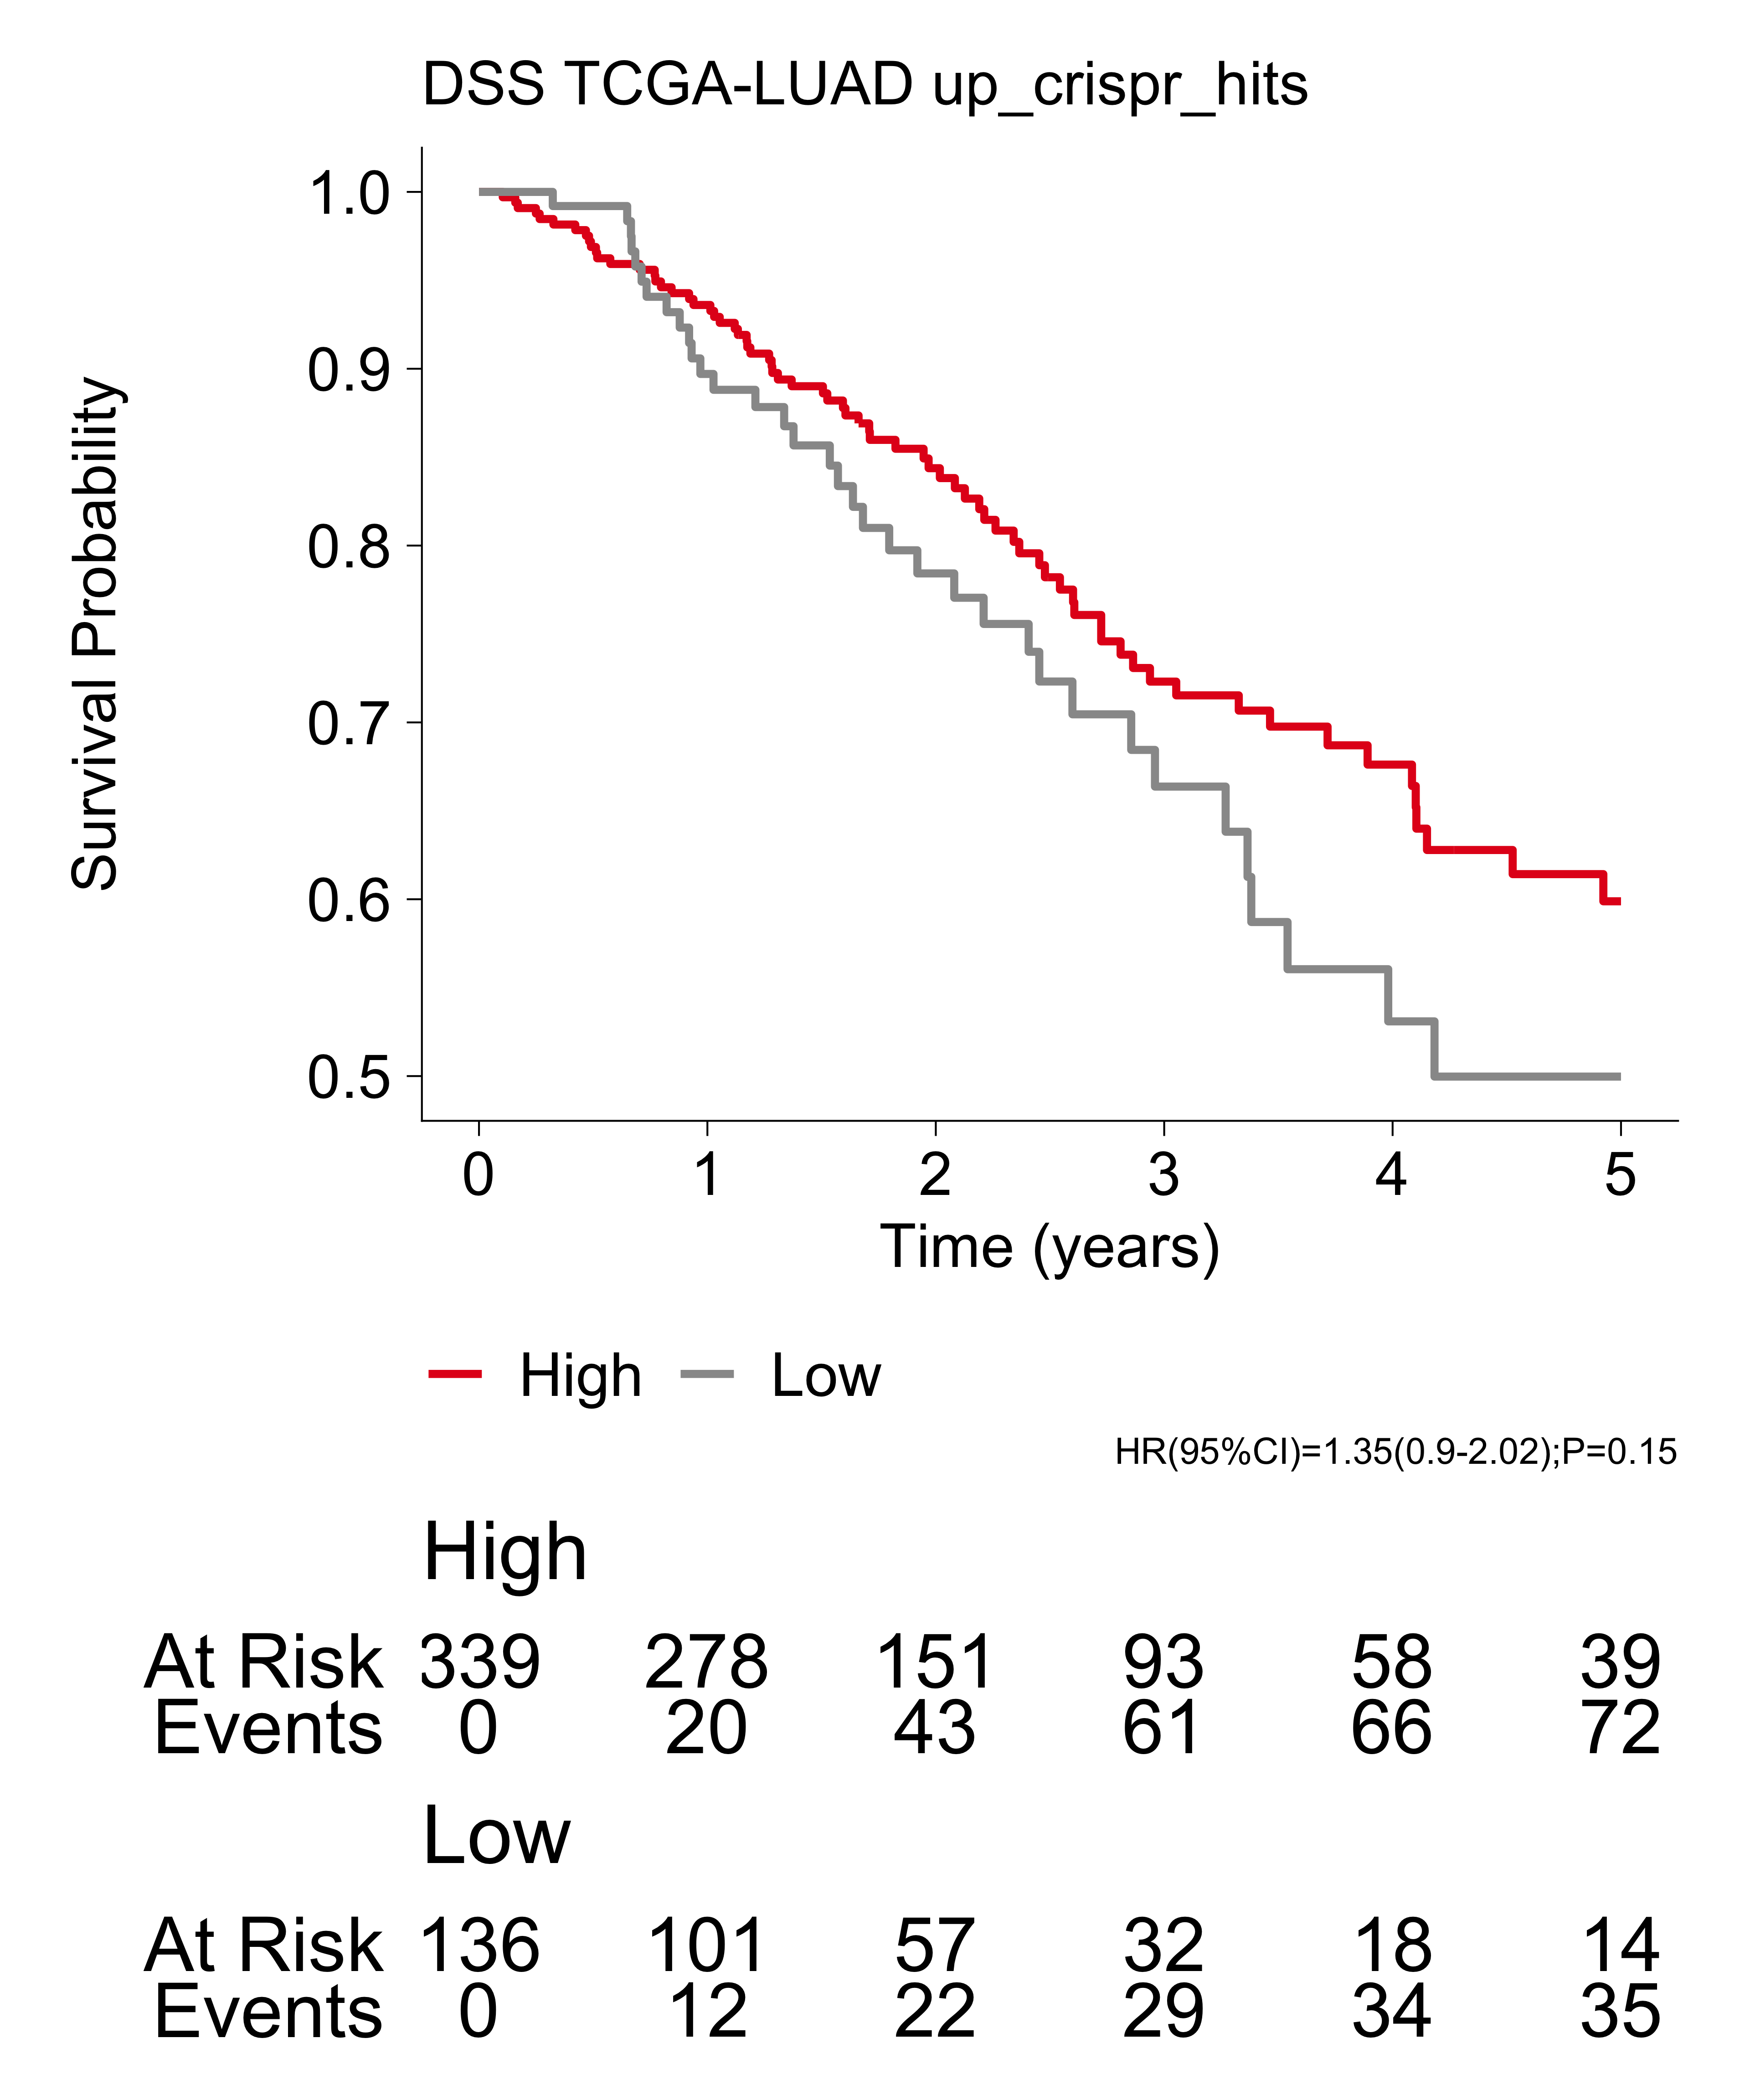 DSS TCGA-LUAD up_crispr_hits
1.0
0.9
0.8
0.7
0.6
0.5
Survival Probability
0 1 2 3 4 5
Time (years)
High Low
HR(95%CI)=1.35(0.9-2.02);P=0.15
High
At Risk 339 278 151 93 58 39
Events 0 20 43 61 66 72
Low
At Risk 136 101 57 32 18 14
Events 0 12 22 29 34 35